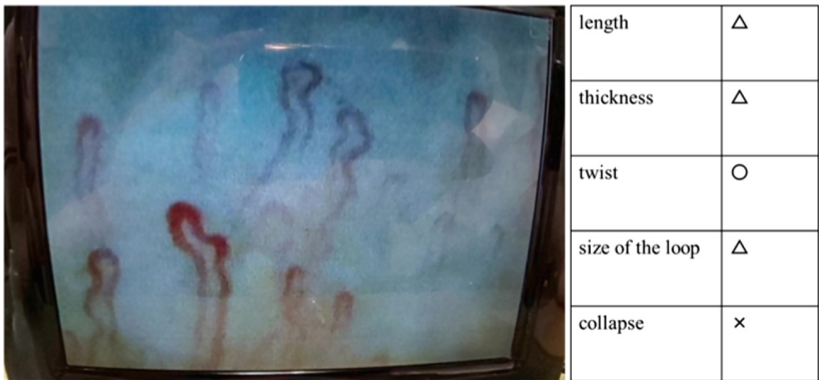 length △
thickness △
twist ○
size of the loop △
collapse ×